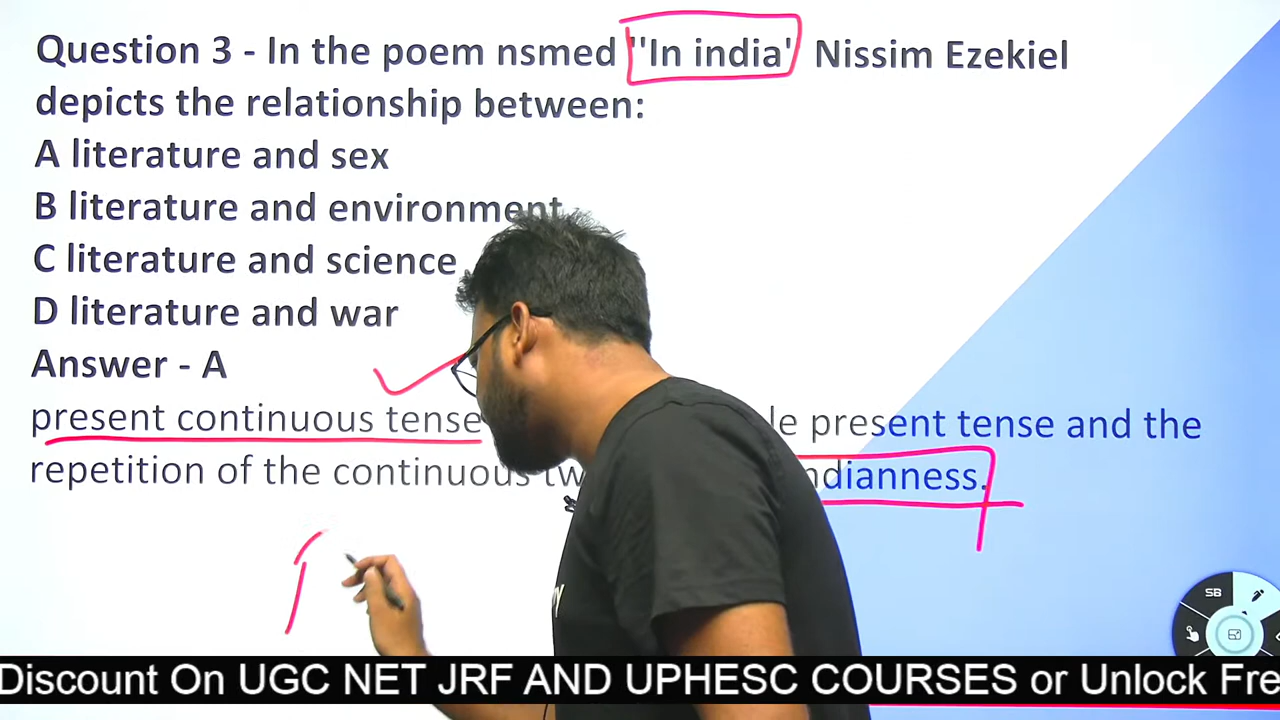 Question 3 - In the poem nsmed ''In india' Nissim Ezekiel
depicts the relationship between:
A literature and sex
B literature and environment
C literature and science
D literature and war
Answer - A
present continuous tense present tense and the
repetition of the continuous
SB
Discount On UGC NET JRF AND UPHESC COURSES or Unlock Fre